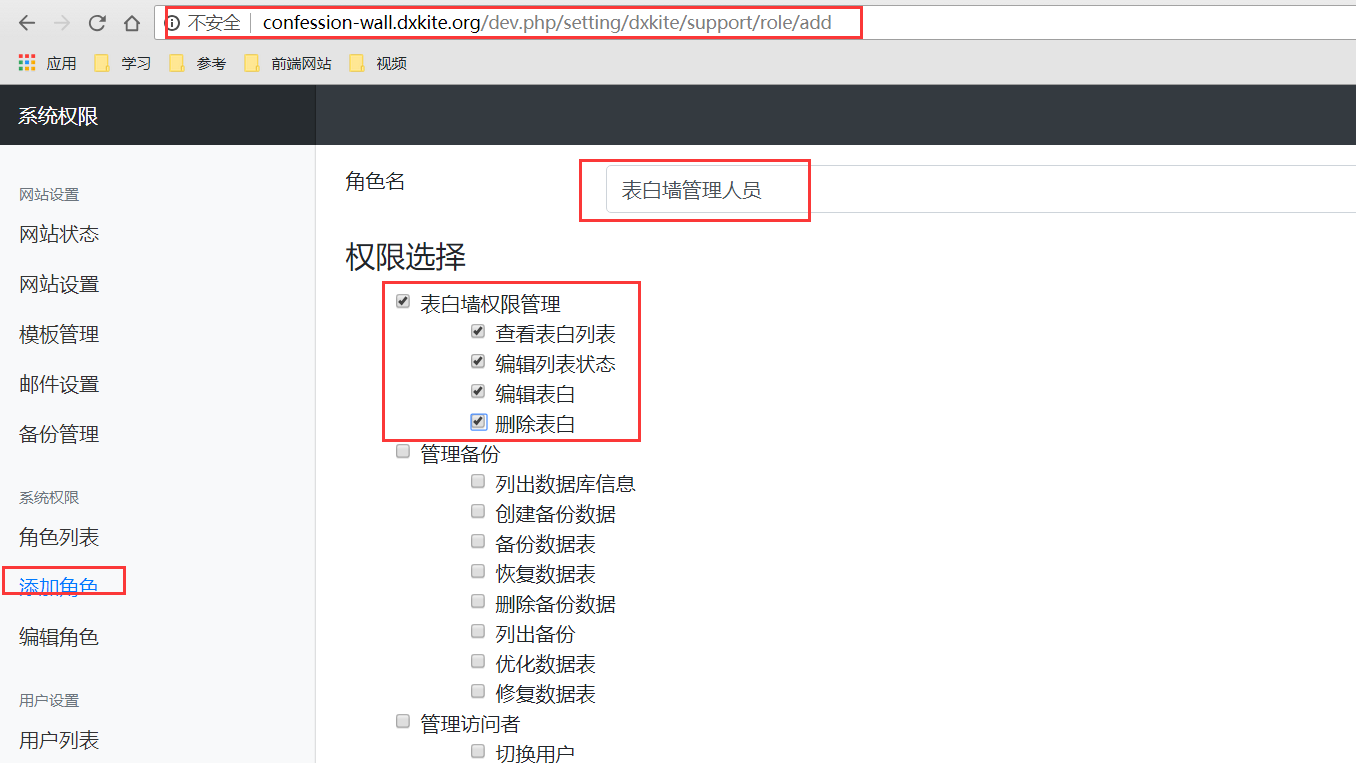 不安全 confession-wall.dxkite.org/dev.php/setting/dxkite/support/role/add
应用 学习 参考 前端网站 视频
系统权限
网站设置
网站状态
网站设置
模板管理
邮件设置
备份管理
系统权限
角色列表
添加角色
编辑角色
用户设置
用户列表
角色名 表白墙管理人员
权限选择
表白墙权限管理
查看表白列表
编辑列表状态
编辑表白
删除表白
管理备份
列出数据库信息
创建备份数据
备份数据表
恢复数据表
删除备份数据
列出备份
优化数据表
修复数据表
管理访问者
切换用户